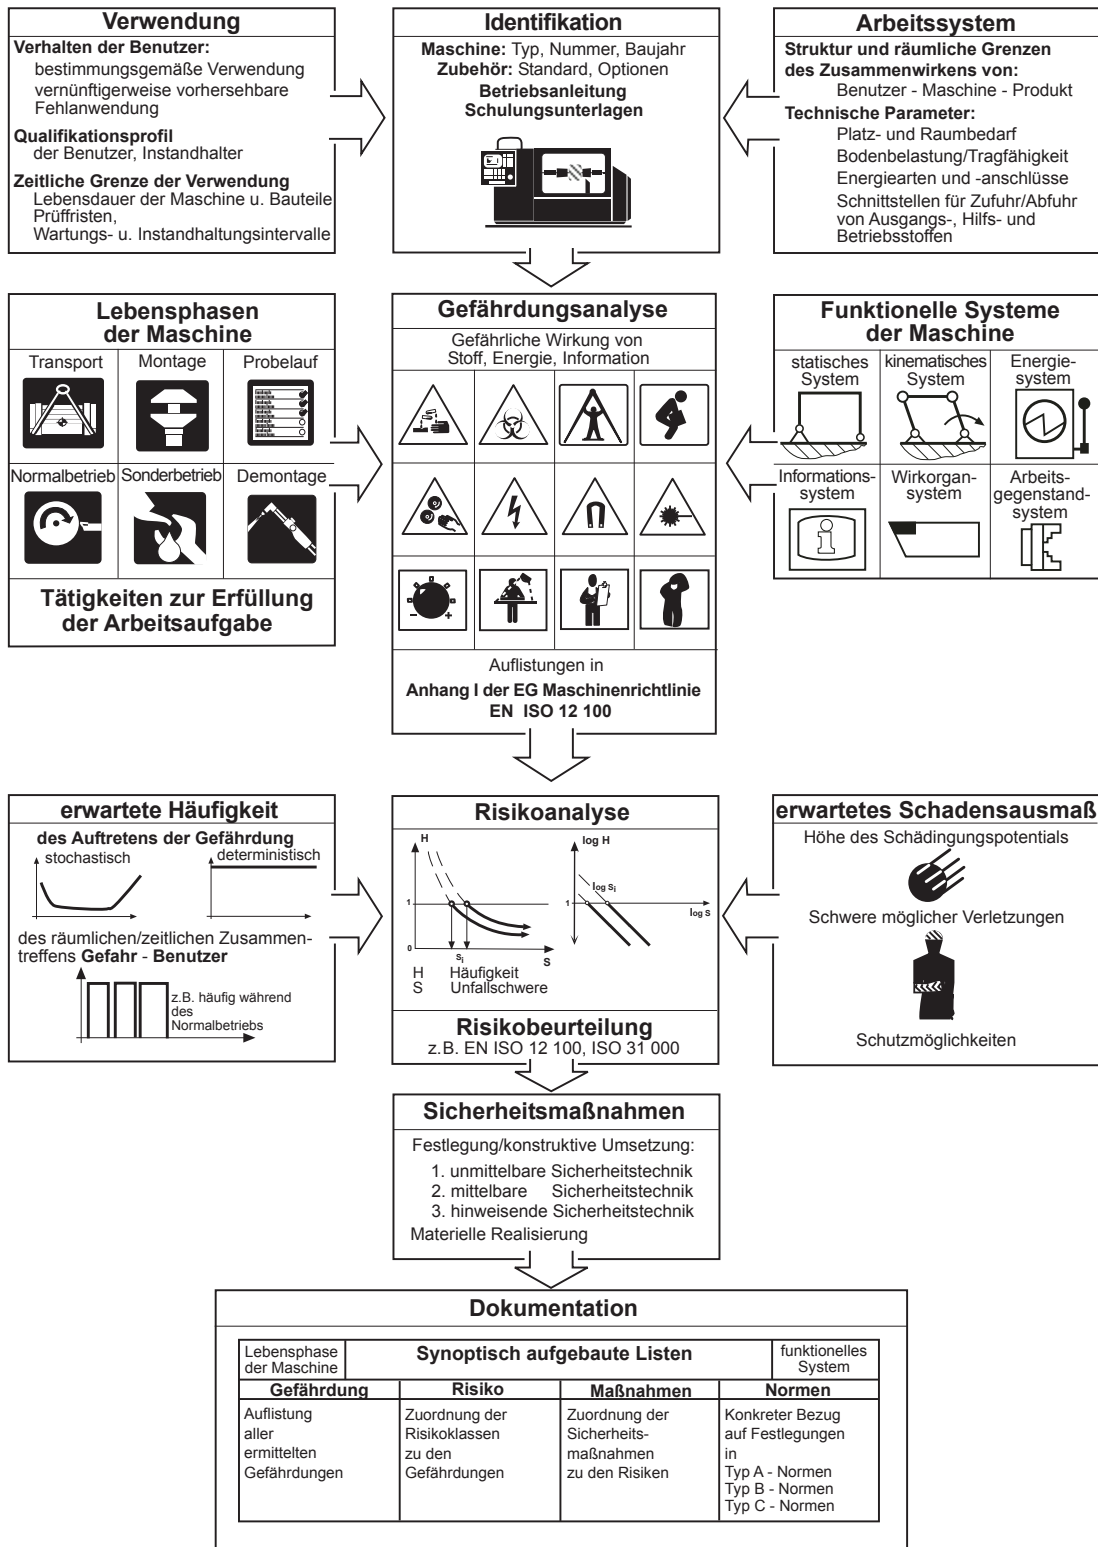 Verwendung
Verhalten der Benutzer:
bestimmungsgemäße Verwendung
vernünftigerweise vorhersehbare
Fehlanwendung
Qualifikationsprofil
der Benutzer, Instandhalter
Zeitliche Grenze der Verwendung
Lebensdauer der Maschine u. Bauteile
Prüffristen,
Wartungs- u. Instandhaltungsintervalle
Identifikation
Maschine: Typ, Nummer, Baujahr
Zubehör: Standard, Optionen
Betriebsanleitung
Schulungsunterlagen
Arbeitssystem
Struktur und räumliche Grenzen
des Zusammenwirkens von:
Benutzer - Maschine - Produkt
Technische Parameter:
Platz- und Raumbedarf
Bodenbelastung/Tragfähigkeit
Energiearten und -anschlüsse
Schnittstellen für Zufuhr/Abfuhr
von Ausgangs-, Hilfs- und
Betriebsstoffen
Lebensphasen
der Maschine
Transport
Montage
Probelauf
Normalbetrieb
Sonderbetrieb
Demontage
Tätigkeiten zur Erfüllung
der Arbeitsaufgabe
Gefährdungsanalyse
Gefährliche Wirkung von
Stoff, Energie, Information
- +
Auflistungen in
Anhang I der EG Maschinenrichtlinie
EN ISO 12 100
Funktionelle Systeme
der Maschine
statisches
System
kinematisches
System
Energie-
system
Informations-
system
Wirkorgan-
system
Arbeits-
gegenstand-
system
i
erwartete Häufigkeit
des Auftretens der Gefährdung
stochastisch
deterministisch
des räumlichen/zeitlichen Zusammen-
treffens Gefahr - Benutzer
z.B. häufig während
des
Normalbetriebs
Risikoanalyse
H
1
0
Si
S
log H
log Si
1
log S
H Häufigkeit
S Unfallschwere
Risikobeurteilung
z.B. EN ISO 12 100, ISO 31 000
erwartetes Schadensausmaß
Höhe des Schädingungspotentials
Schwere möglicher Verletzungen
Schutzmöglichkeiten
Sicherheitsmaßnahmen
Festlegung/konstruktive Umsetzung:
1. unmittelbare Sicherheitstechnik
2. mittelbare Sicherheitstechnik
3. hinweisende Sicherheitstechnik
Materielle Realisierung
Dokumentation
Lebensphase
der Maschine
Synoptisch aufgebaute Listen
funktionelles
System
Gefährdung
Risiko
Maßnahmen
Normen
Auflistung
aller
ermittelten
Gefährdungen
Zuordnung der
Risikoklassen
zu den
Gefährdungen
Zuordnung der
Sicherheits-
maßnahmen
zu den Risiken
Konkreter Bezug
auf Festlegungen
in
Typ A - Normen
Typ B - Normen
Typ C - Normen